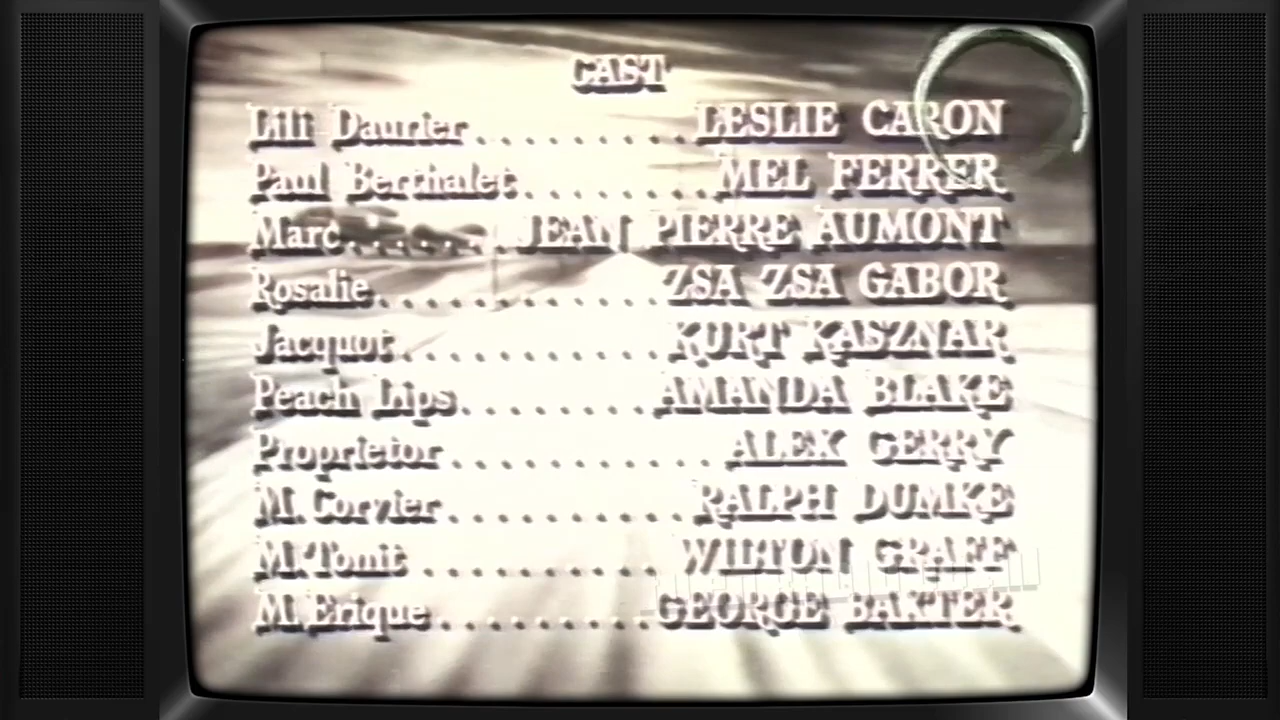 CAST
Lili Daurier.........LESLIE CARON
Paul Berthalet........MEL FERRER
Marc.......JEAN PIERRE AUMONT
Rosalie............ZSA ZSA GABOR
Jacquot...........KURT KASZNAR
Peach Lips........AMANDA BLAKE
Proprietor...........ALEX GERRY
M. Corvier..........RALPH DUMKE
M. Tonit..........WILTON GRAFF
M. Erique.........GEORGE BAXTER